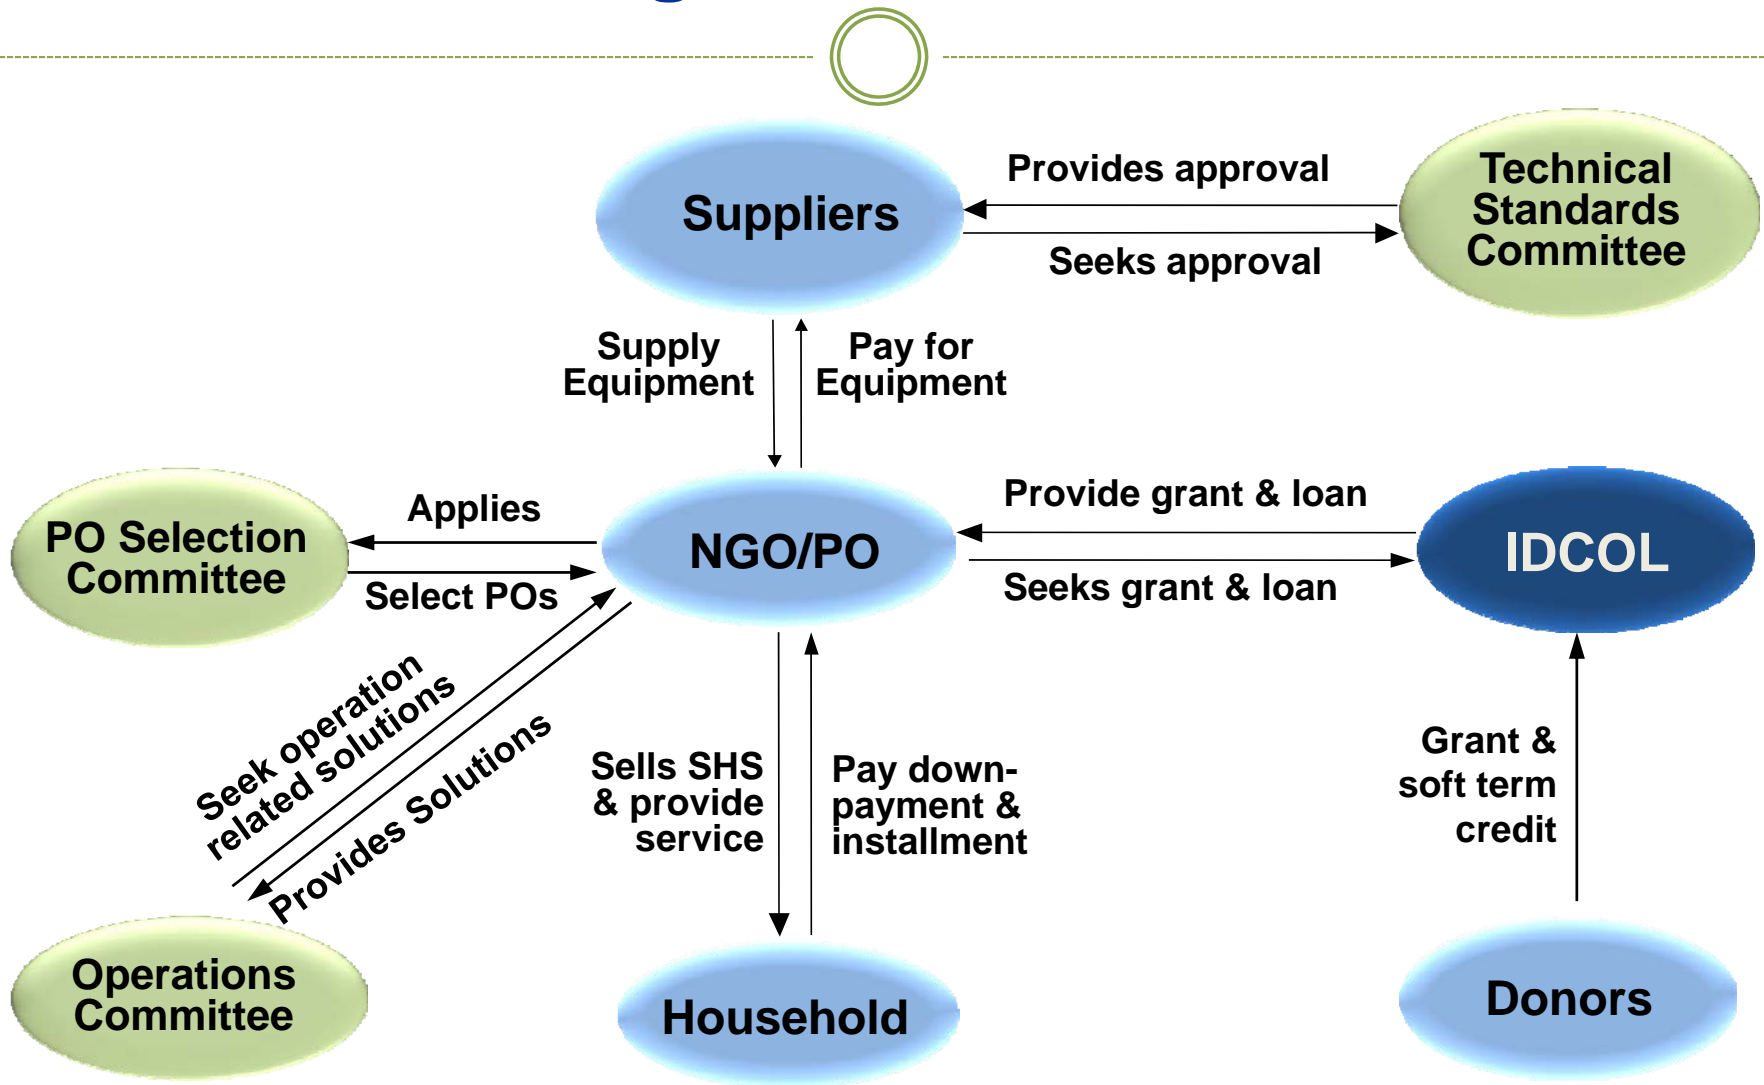 Provides approval
Technical
Standards
Committee
Suppliers
Seeks approval
Supply
Equipment
Pay for
Equipment
Applies
PO Selection
Committee
Select POs
NGO/PO
Provide grant & loan
Seeks grant & loan
IDCOL
Seek operation
related solutions
Provides Solutions
Sells SHS
& provide
service
Pay down-
payment &
installment
Grant &
soft term
credit
Operations
Committee
Household
Donors